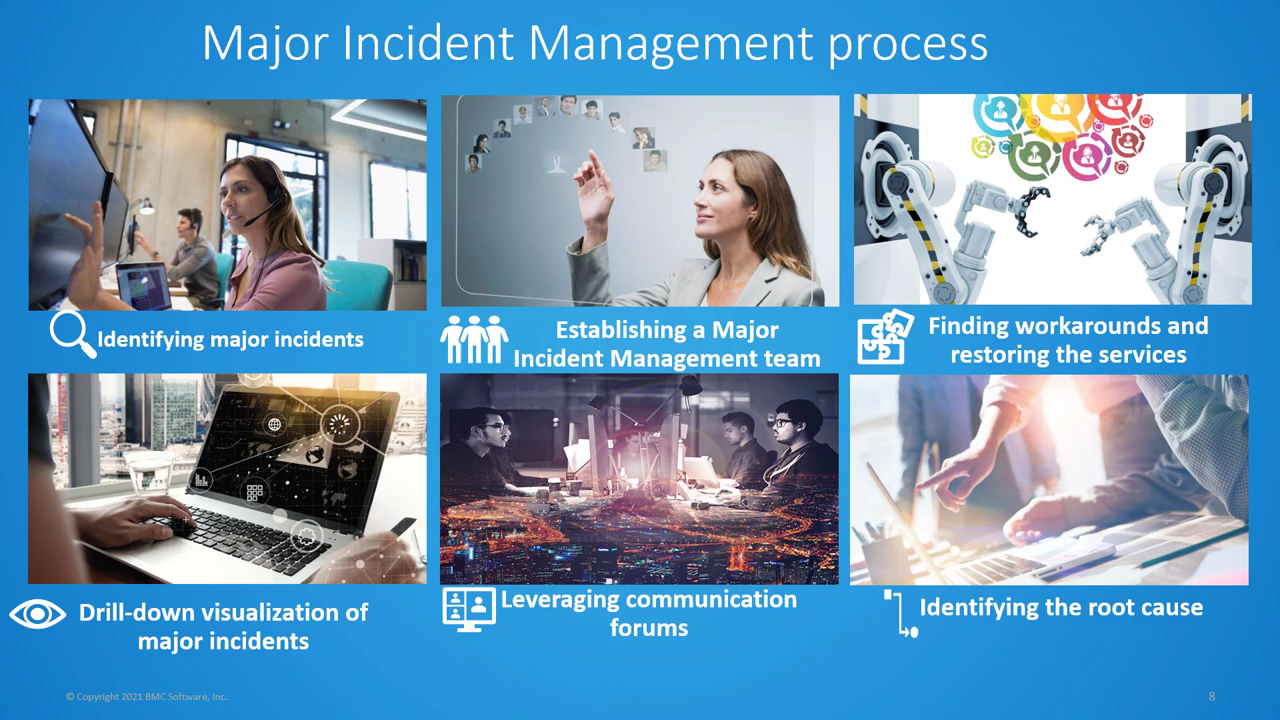 Major Incident Management process
Identifying major incidents
Establishing a Major
Incident Management team
Finding workarounds and
restoring the services
Drill-down visualization of
major incidents
Leveraging communication
forums
Identifying the root cause
© Copyright 2021 BMC Software, Inc.
8